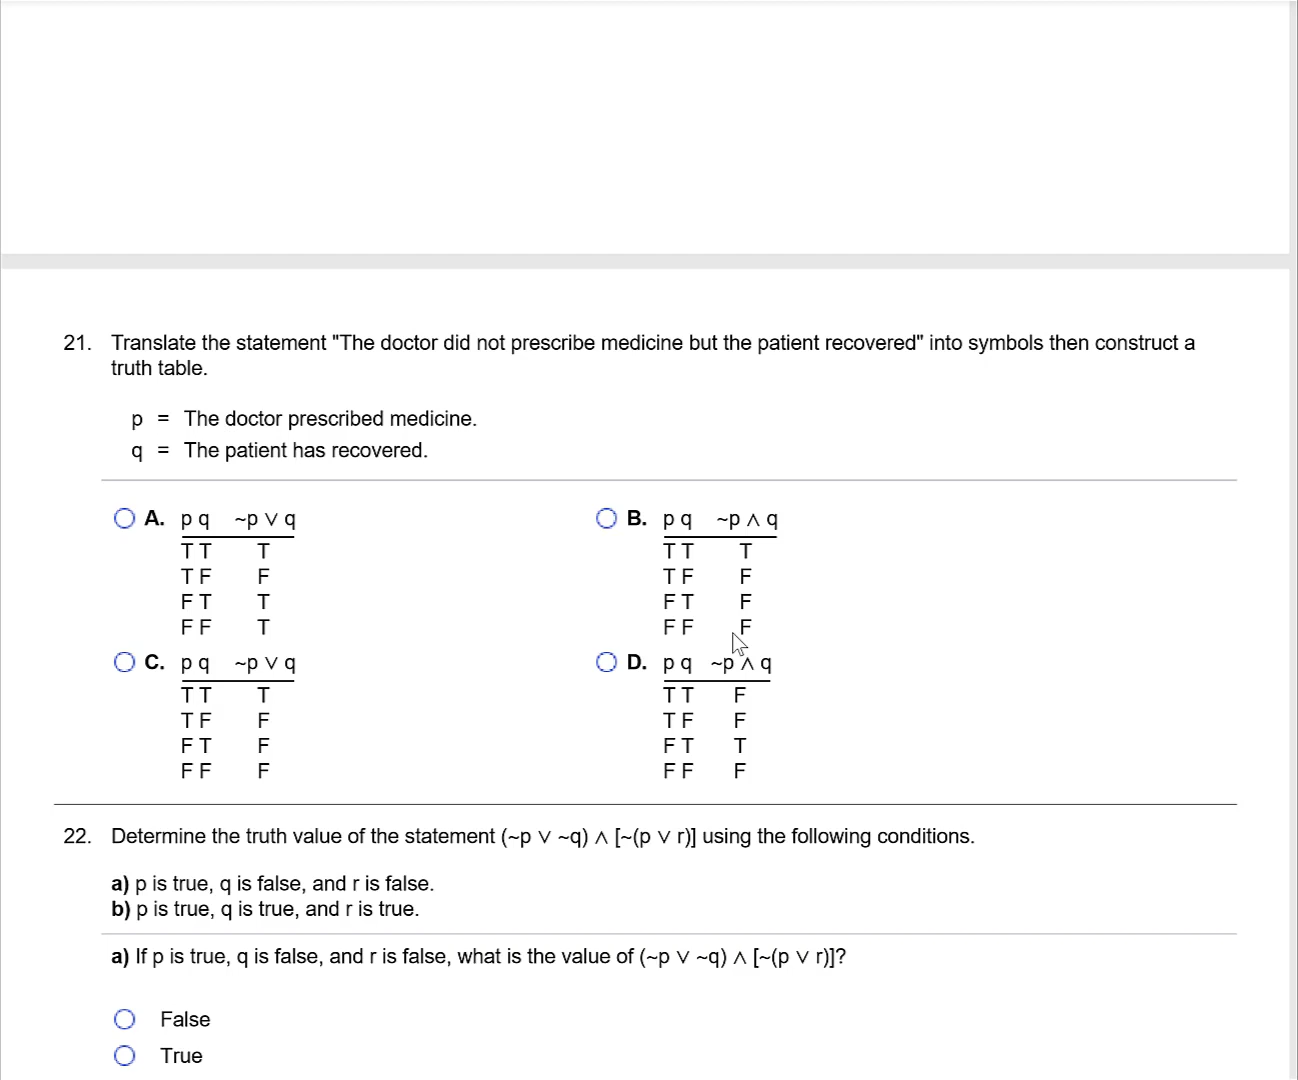 21. Translate the statement "The doctor did not prescribe medicine but the patient recovered" into symbols then construct a
truth table.
p = The doctor prescribed medicine.
q = The patient has recovered.
A. p q ~p ∨ q
T T T
T F F
F T T
F F T
B. p q ~p ∧ q
T T T
T F F
F T F
F F F
C. p q ~p ∨ q
T T T
T F F
F T F
F F F
D. p q ~p ∧ q
T T F
T F F
F T T
F F F
22. Determine the truth value of the statement (~p ∨ ~q) ∧ [~(p ∨ r)] using the following conditions.
a) p is true, q is false, and r is false.
b) p is true, q is true, and r is true.
a) If p is true, q is false, and r is false, what is the value of (~p ∨ ~q) ∧ [~(p ∨ r)]?
False
True